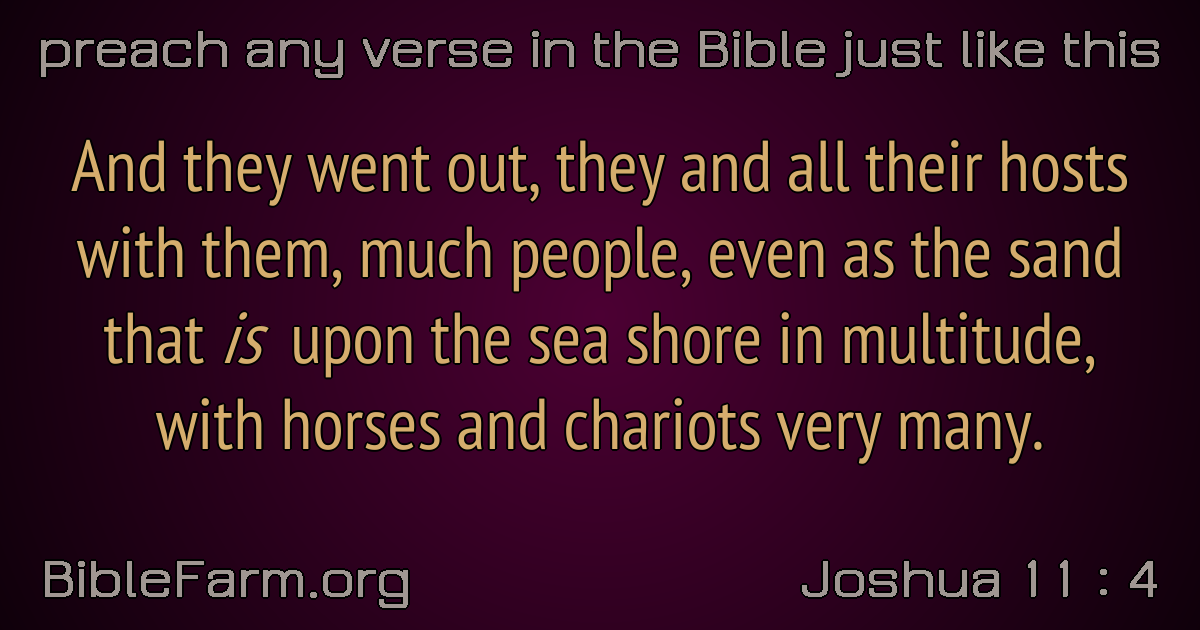 preach any verse in the Bible just like this
And they went out, they and all their hosts
with them, much people, even as the sand
that is upon the sea shore in multitude,
with horses and chariots very many.
BibleFarm.org
Joshua 11 : 4